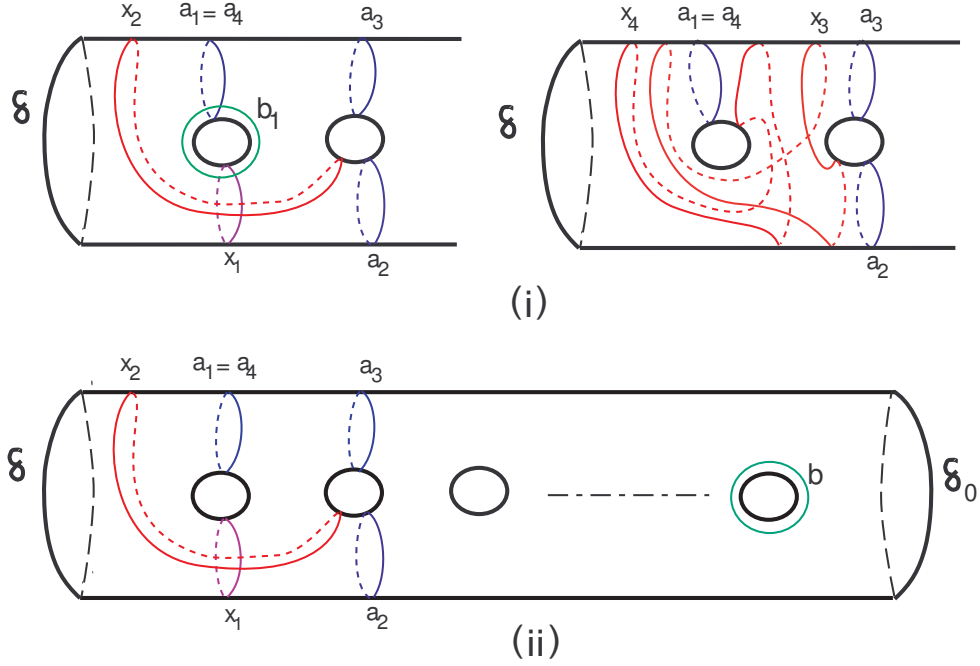 x₂ a₁ = a₄ a₃
δ b₁
x₁ a₂
x₄ a₁ = a₄ x₃ a₃
δ
a₂
(i)
x₂ a₁ = a₄ a₃
δ b δ₀
x₁ a₂
(ii)